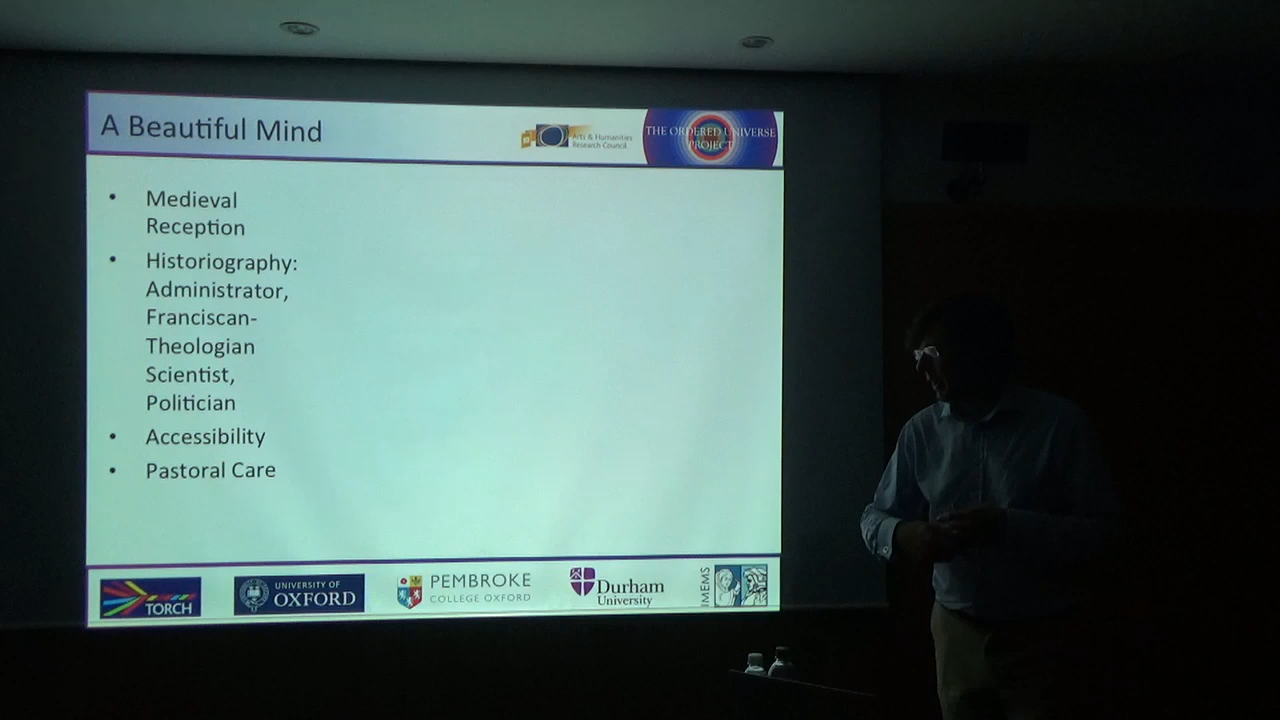 A Beautiful Mind
Arts & Humanities
Research Council
THE ORDERED UNIVERSE
PROJECT
• Medieval
Reception
• Historiography:
Administrator,
Franciscan-
Theologian
Scientist,
Politician
• Accessibility
• Pastoral Care
TORCH
UNIVERSITY OF
OXFORD
PEMBROKE
COLLEGE OXFORD
Durham
University
IMEMS